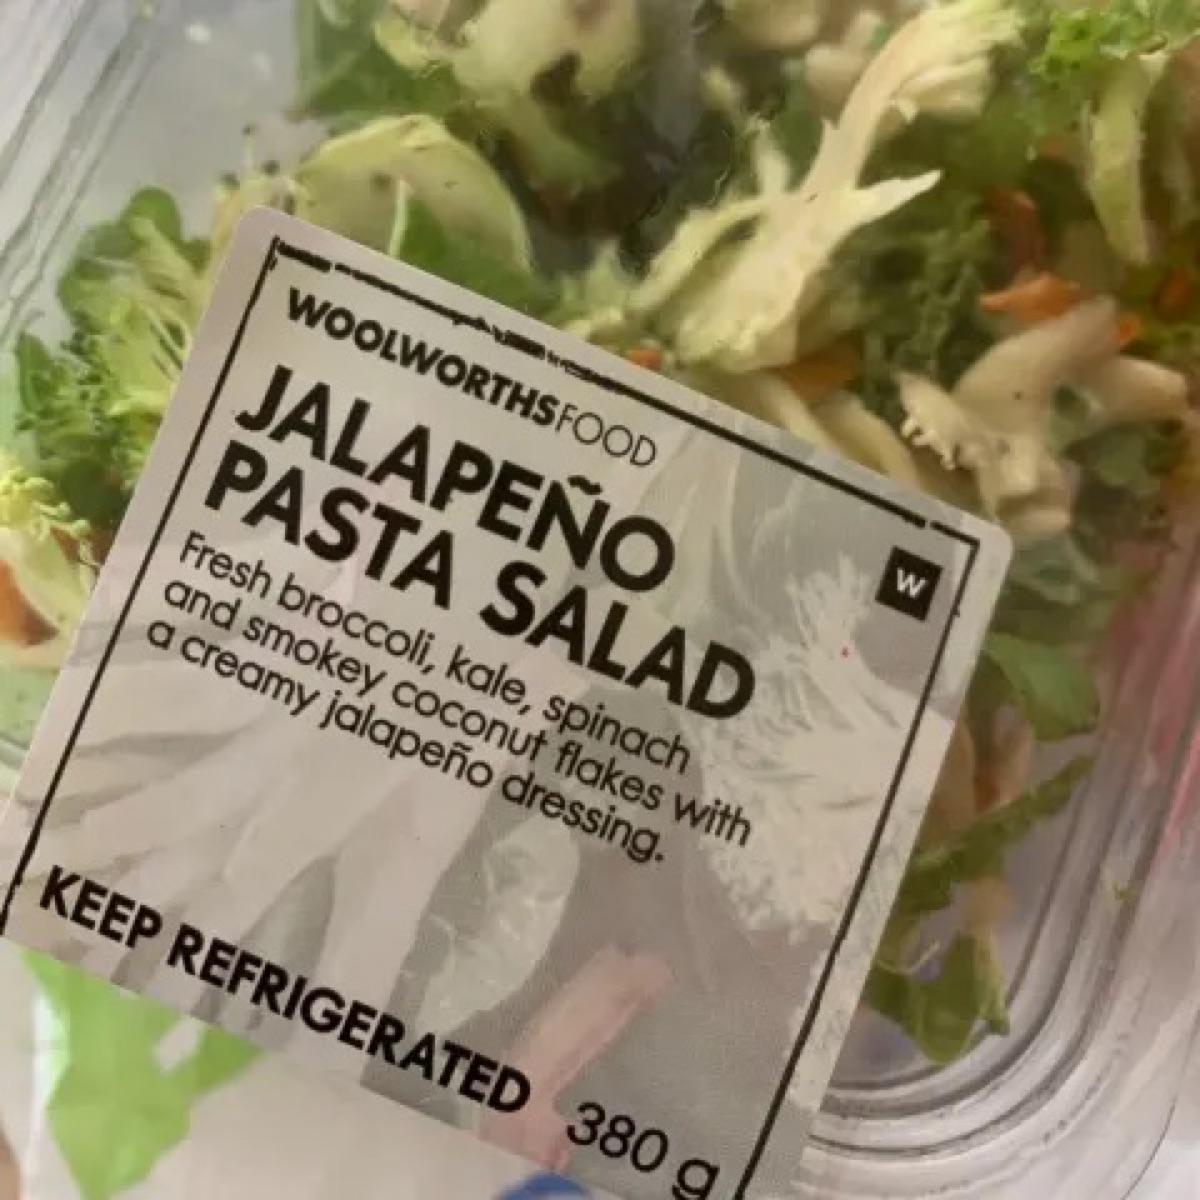 WOOLWORTHSFOOD
JALAPEÑO
PASTA SALAD
W
Fresh broccoli, kale, spinach
and smokey coconut flakes with
a creamy jalapeño dressing.
KEEP REFRIGERATED 380 g